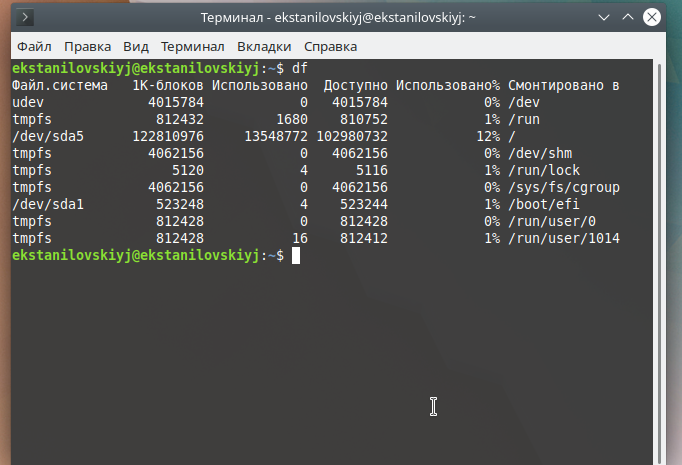 Терминал - ekstanilovskiyj@ekstanilovskiyj: ~
Файл Правка Вид Терминал Вкладки Справка
ekstanilovskiyj@ekstanilovskiyj:~$ df
Файл.система 1K-блоков Использовано Доступно Использовано% Смонтировано в
udev 4015784 0 4015784 0% /dev
tmpfs 812432 1680 810752 1% /run
/dev/sda5 122810976 13548772 102980732 12% /
tmpfs 4062156 0 4062156 0% /dev/shm
tmpfs 5120 4 5116 1% /run/lock
tmpfs 4062156 0 4062156 0% /sys/fs/cgroup
/dev/sda1 523248 4 523244 1% /boot/efi
tmpfs 812428 0 812428 0% /run/user/0
tmpfs 812428 16 812412 1% /run/user/1014
ekstanilovskiyj@ekstanilovskiyj:~$